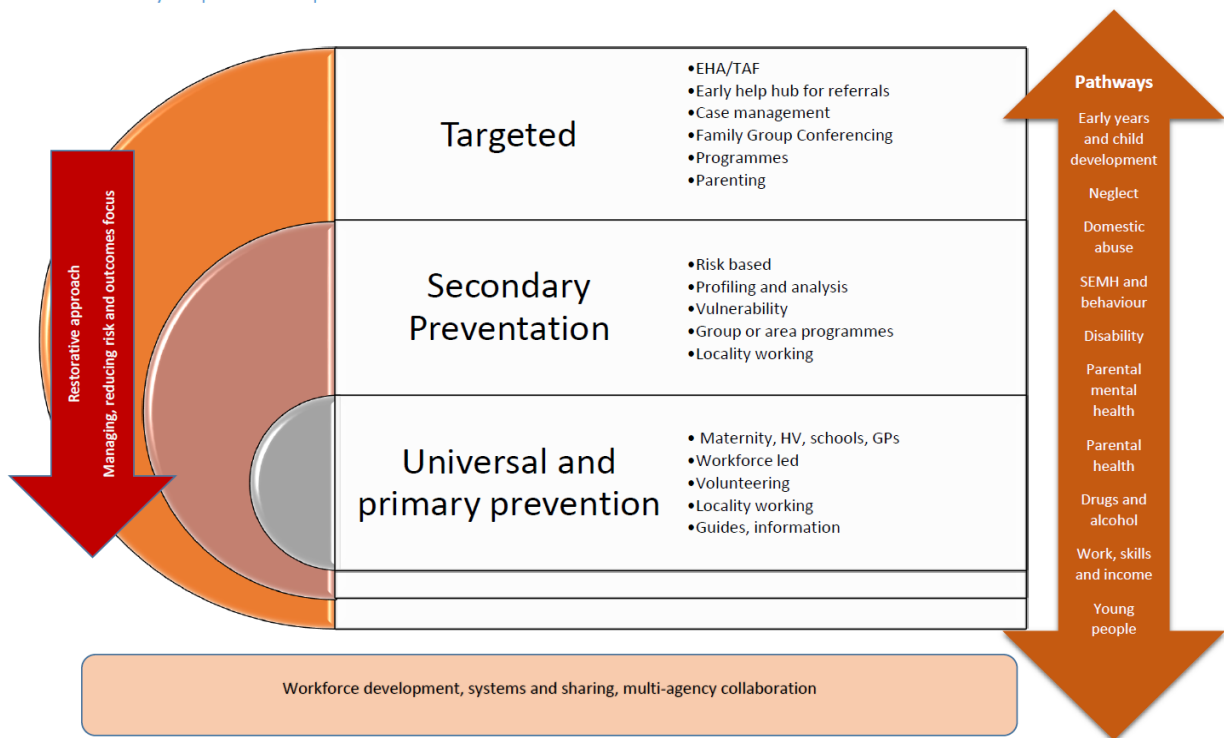 Restorative approach
Managing, reducing risk and outcomes focus
Targeted
•EHA/TAF
•Early help hub for referrals
•Case management
•Family Group Conferencing
•Programmes
•Parenting
Secondary
Preventation
•Risk based
•Profiling and analysis
•Vulnerability
•Group or area programmes
•Locality working
Universal and
primary prevention
• Maternity, HV, schools, GPs
•Workforce led
•Volunteering
•Locality working
•Guides, information
Pathways
Early years
and child
development
Neglect
Domestic
abuse
SEMH and
behaviour
Disability
Parental
mental
health
Parental
health
Drugs and
alcohol
Work, skills
and income
Young
people
Workforce development, systems and sharing, multi-agency collaboration